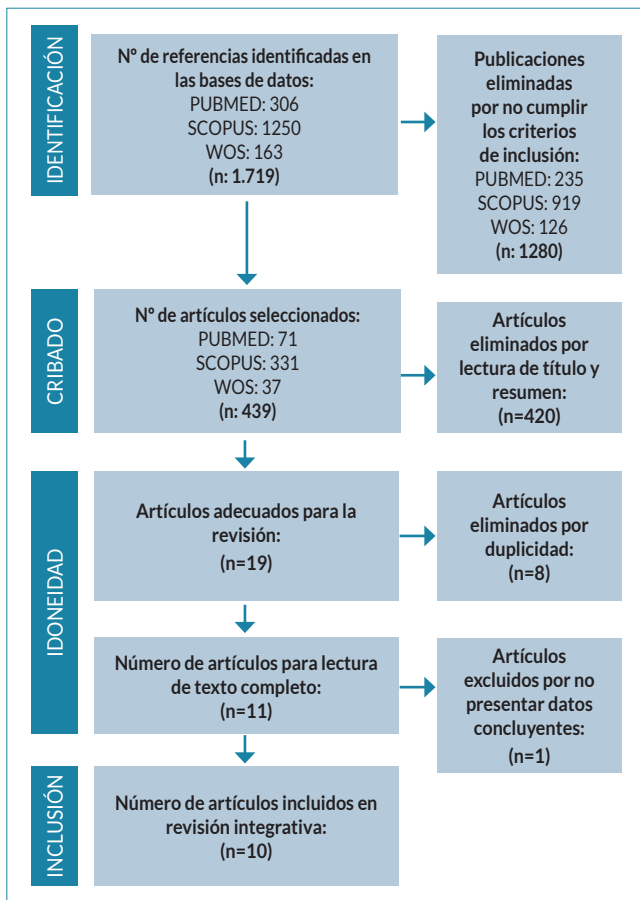 IDENTIFICACIÓN
Nº de referencias identificadas en
las bases de datos:
PUBMED: 306
SCOPUS: 1250
WOS: 163
(n: 1.719)
Publicaciones
eliminadas
por no cumplir
los criterios
de inclusión:
PUBMED: 235
SCOPUS: 919
WOS: 126
(n: 1280)
CRIBADO
Nº de artículos seleccionados:
PUBMED: 71
SCOPUS: 331
WOS: 37
(n: 439)
Artículos
eliminados por
lectura de título y
resumen:
(n=420)
IDONEIDAD
Artículos adecuados para la
revisión:
(n=19)
Artículos
eliminados por
duplicidad:
(n=8)
Número de artículos para lectura
de texto completo:
(n=11)
Artículos
excluidos por no
presentar datos
concluyentes:
(n=1)
INCLUSIÓN
Número de artículos incluidos en
revisión integrativa:
(n=10)